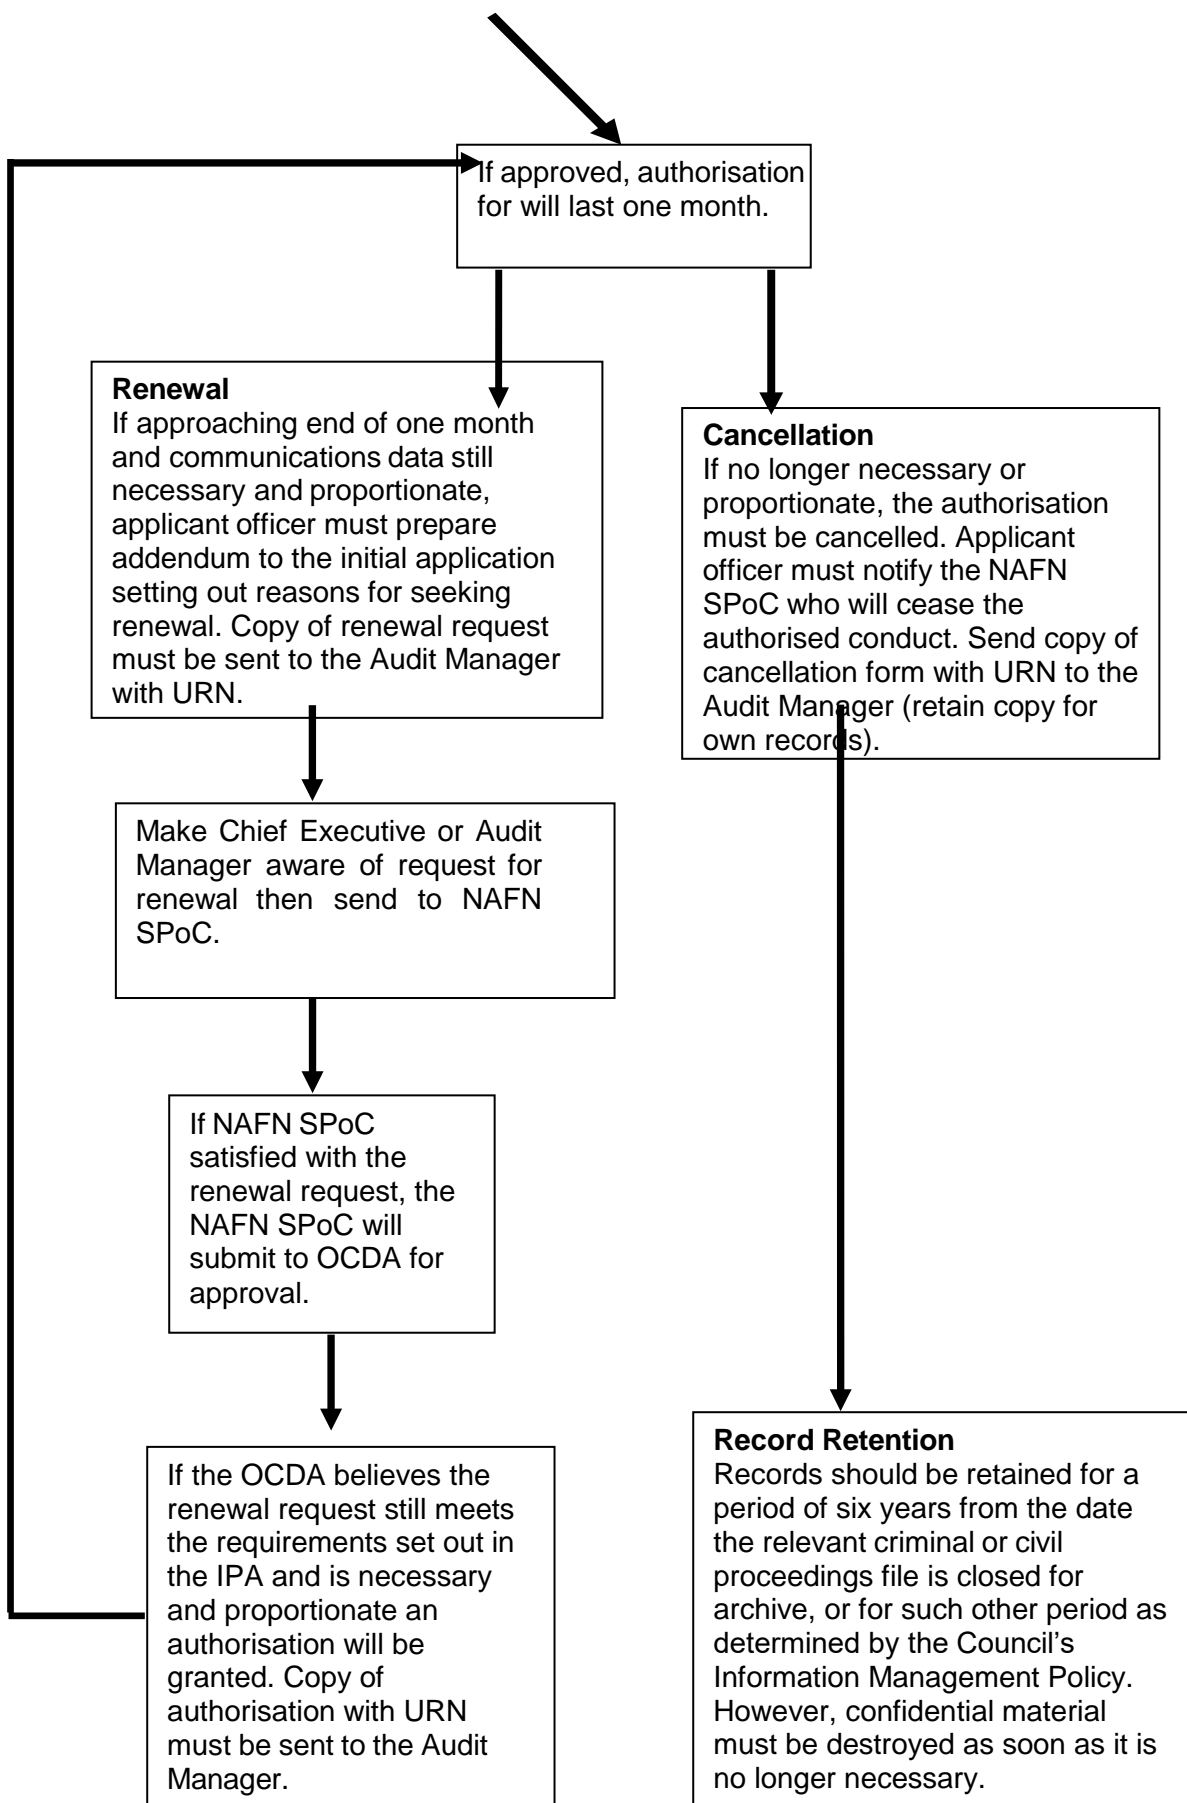 If approved, authorisation
for will last one month.
Renewal
If approaching end of one month
and communications data still
necessary and proportionate,
applicant officer must prepare
addendum to the initial application
setting out reasons for seeking
renewal. Copy of renewal request
must be sent to the Audit Manager
with URN.
Cancellation
If no longer necessary or
proportionate, the authorisation
must be cancelled. Applicant
officer must notify the NAFN
SPoC who will cease the
authorised conduct. Send copy of
cancellation form with URN to the
Audit Manager (retain copy for
own records).
Make Chief Executive or Audit
Manager aware of request for
renewal then send to NAFN
SPoC.
If NAFN SPoC
satisfied with the
renewal request, the
NAFN SPoC will
submit to OCDA for
approval.
If the OCDA believes the
renewal request still meets
the requirements set out in
the IPA and is necessary
and proportionate an
authorisation will be
granted. Copy of
authorisation with URN
must be sent to the Audit
Manager.
Record Retention
Records should be retained for a
period of six years from the date
the relevant criminal or civil
proceedings file is closed for
archive, or for such other period as
determined by the Council’s
Information Management Policy.
However, confidential material
must be destroyed as soon as it is
no longer necessary.